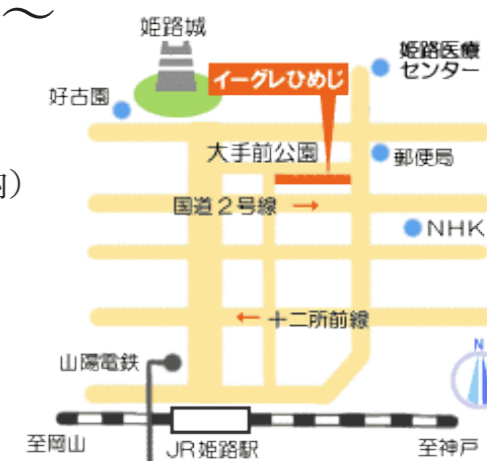 ～
姫路城
姫路医療
センター
イーグレひめじ
好古園
大手前公園
郵便局
内）
国道２号線 →
NHK
← 十二所前線
N
山陽電鉄
至岡山
JR姫路駅
至神戸